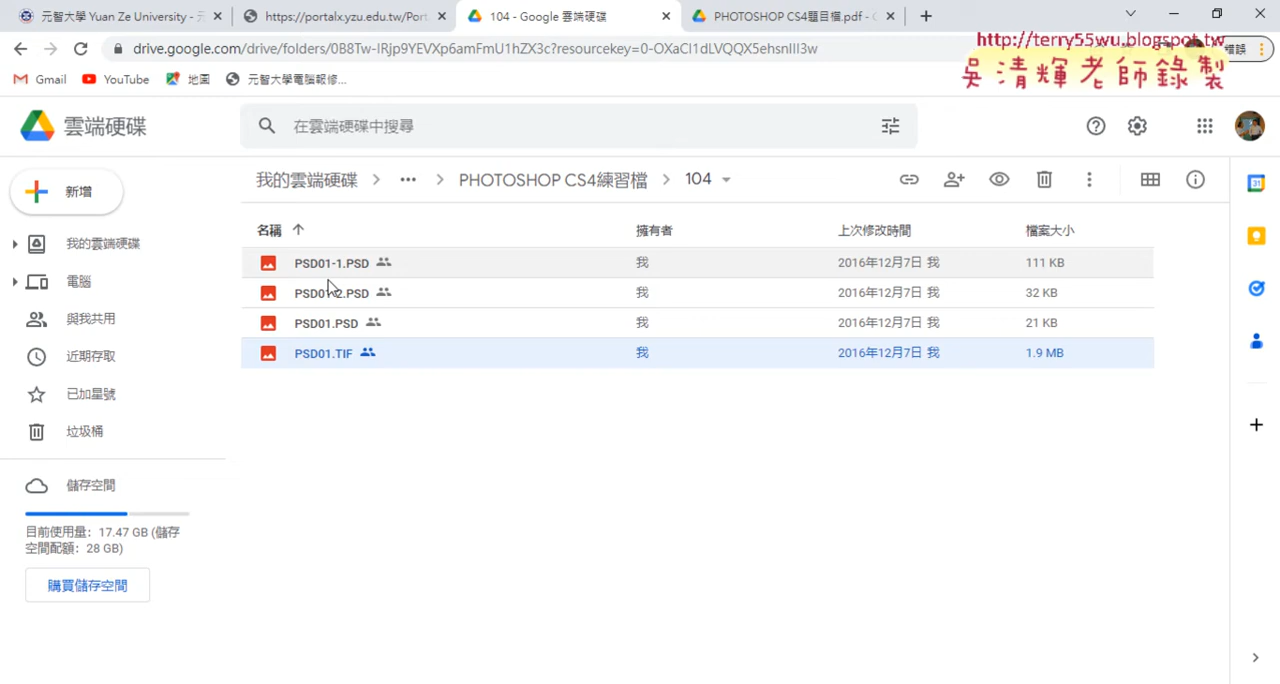 元智大學 Yuan Ze University - 元
https://portalx.yzu.edu.tw/Port
104 - Google 雲端硬碟
PHOTOSHOP CS4題目檔.pdf - G
drive.google.com/drive/folders/0B8Tw-IRjp9YEVXp6amFmU1hZX3c?resourcekey=0-OXaCI1dLVQQX5ehsnIII3w
http://terry55wu.blogspot.tw
錯誤
吳清輝老師錄製
Gmail
YouTube
地圖
元智大學電腦報修...
雲端硬碟
在雲端硬碟中搜尋
新增
我的雲端硬碟
...
PHOTOSHOP CS4練習檔
104
31
名稱
擁有者
上次修改時間
檔案大小
PSD01-1.PSD
我
2016年12月7日 我
111 KB
PSD01-2.PSD
我
2016年12月7日 我
32 KB
PSD01.PSD
我
2016年12月7日 我
21 KB
PSD01.TIF
我
2016年12月7日 我
1.9 MB
我的雲端硬碟
電腦
與我共用
近期存取
已加星號
垃圾桶
儲存空間
目前使用量: 17.47 GB (儲存
空間配額: 28 GB)
購買儲存空間